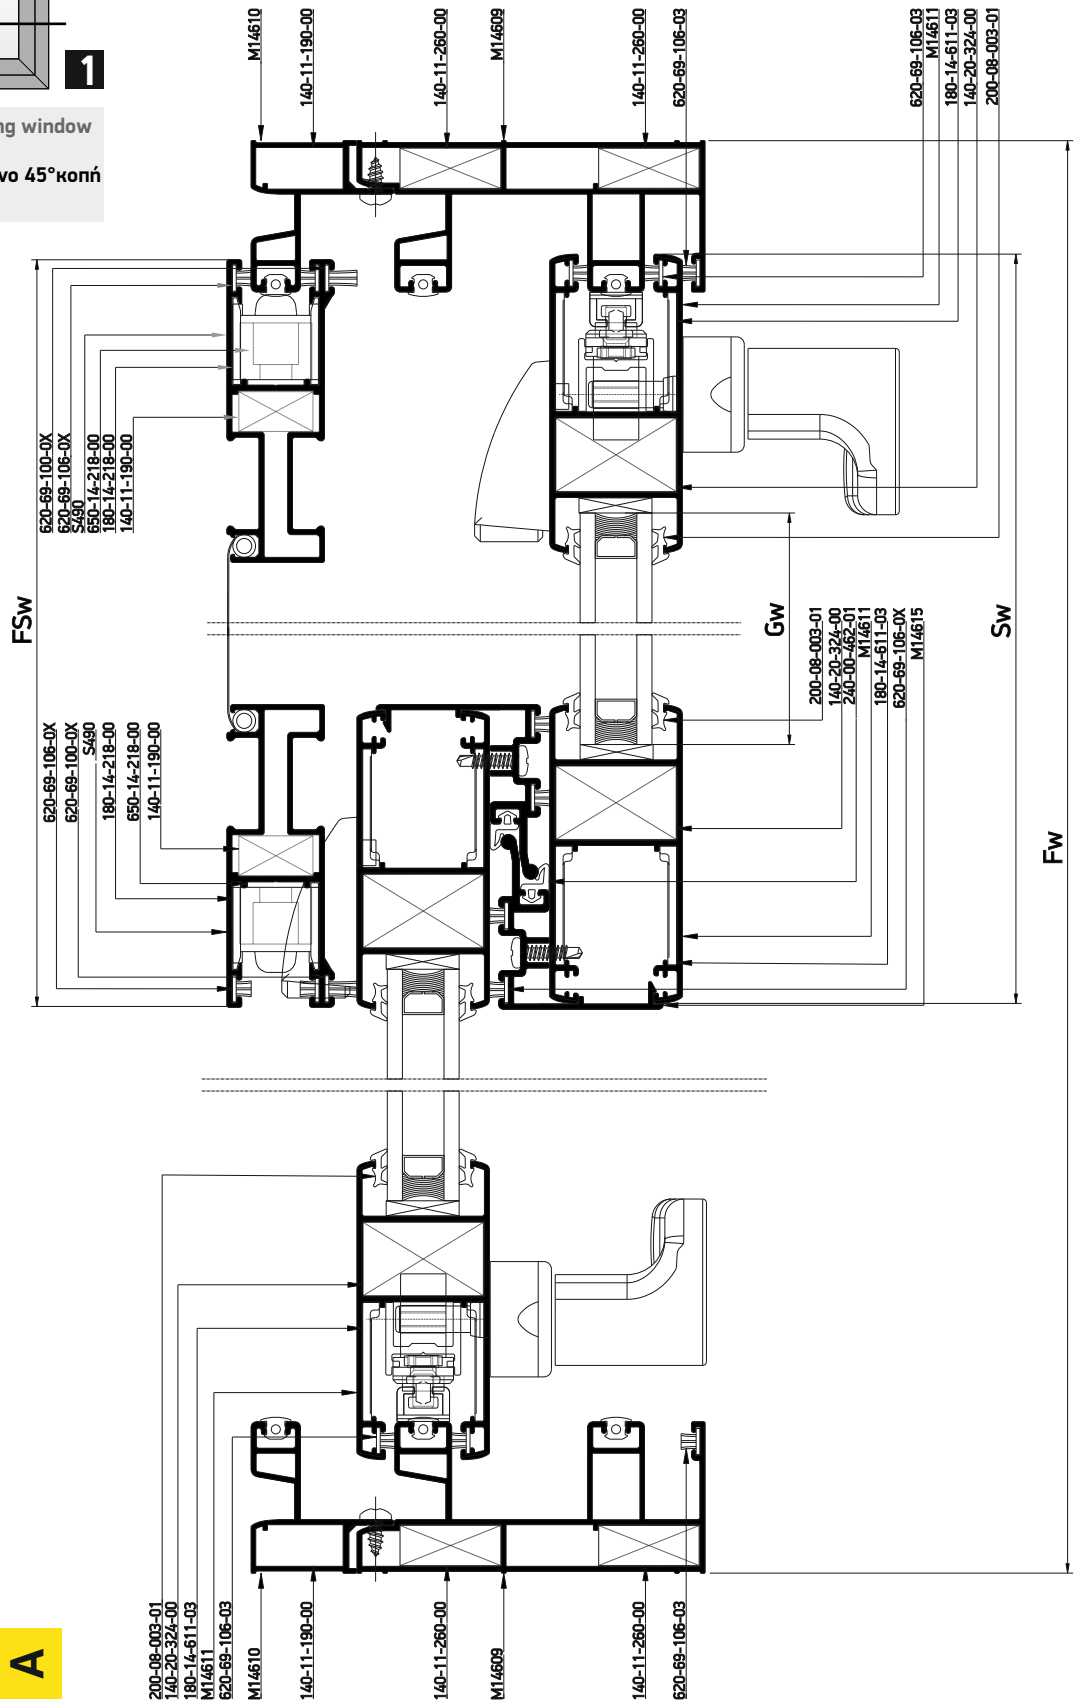 1
ng window
νο 45°κοπή
M14610
140-11-190-00
140-11-260-00
M14609
140-11-260-00
620-69-106-03
620-69-106-03
M14611
180-14-611-03
140-20-324-00
200-08-003-01
620-69-100-0X
620-69-106-0X
S490
650-14-218-00
180-14-218-00
140-11-190-00
FSw
Gw
Sw
Fw
620-69-106-0X
620-69-100-0X
S490
180-14-218-00
650-14-218-00
140-11-190-00
200-08-003-01
140-20-324-00
240-00-462-01
M14611
180-14-611-03
620-69-106-0X
M14615
200-08-003-01
140-20-324-00
180-14-611-03
M14611
620-69-106-03
M14610
140-11-190-00
140-11-260-00
M14609
140-11-260-00
620-69-106-03
A